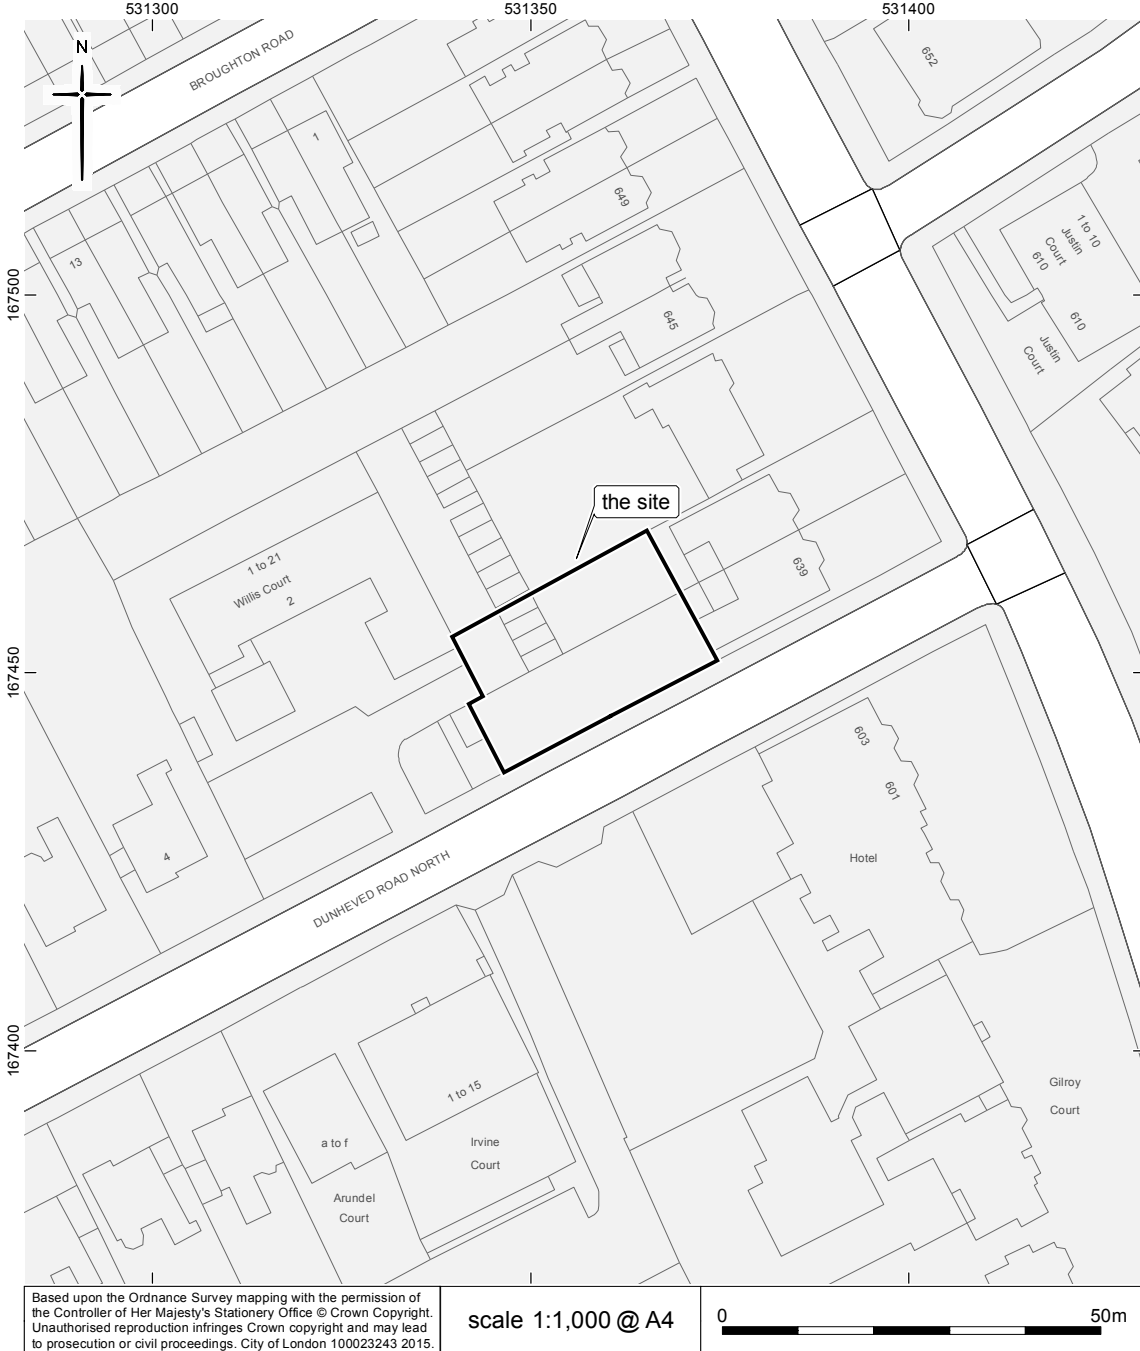 531300
531350
531400
N
BROUGHTON ROAD
652
1
649
1 to 10
Justin
Court
610
13
167500
645
610
Justin
Court
the site
1 to 21
Willis Court
2
639
167450
603
601
4
Hotel
DUNHEVED ROAD NORTH
167400
1 to 15
Gilroy
Court
a to f
Irvine
Court
Arundel
Court
Based upon the Ordnance Survey mapping with the permission of
the Controller of Her Majesty's Stationery Office © Crown Copyright.
Unauthorised reproduction infringes Crown copyright and may lead
to prosecution or civil proceedings. City of London 100023243 2015.
scale 1:1,000 @ A4
0
50m